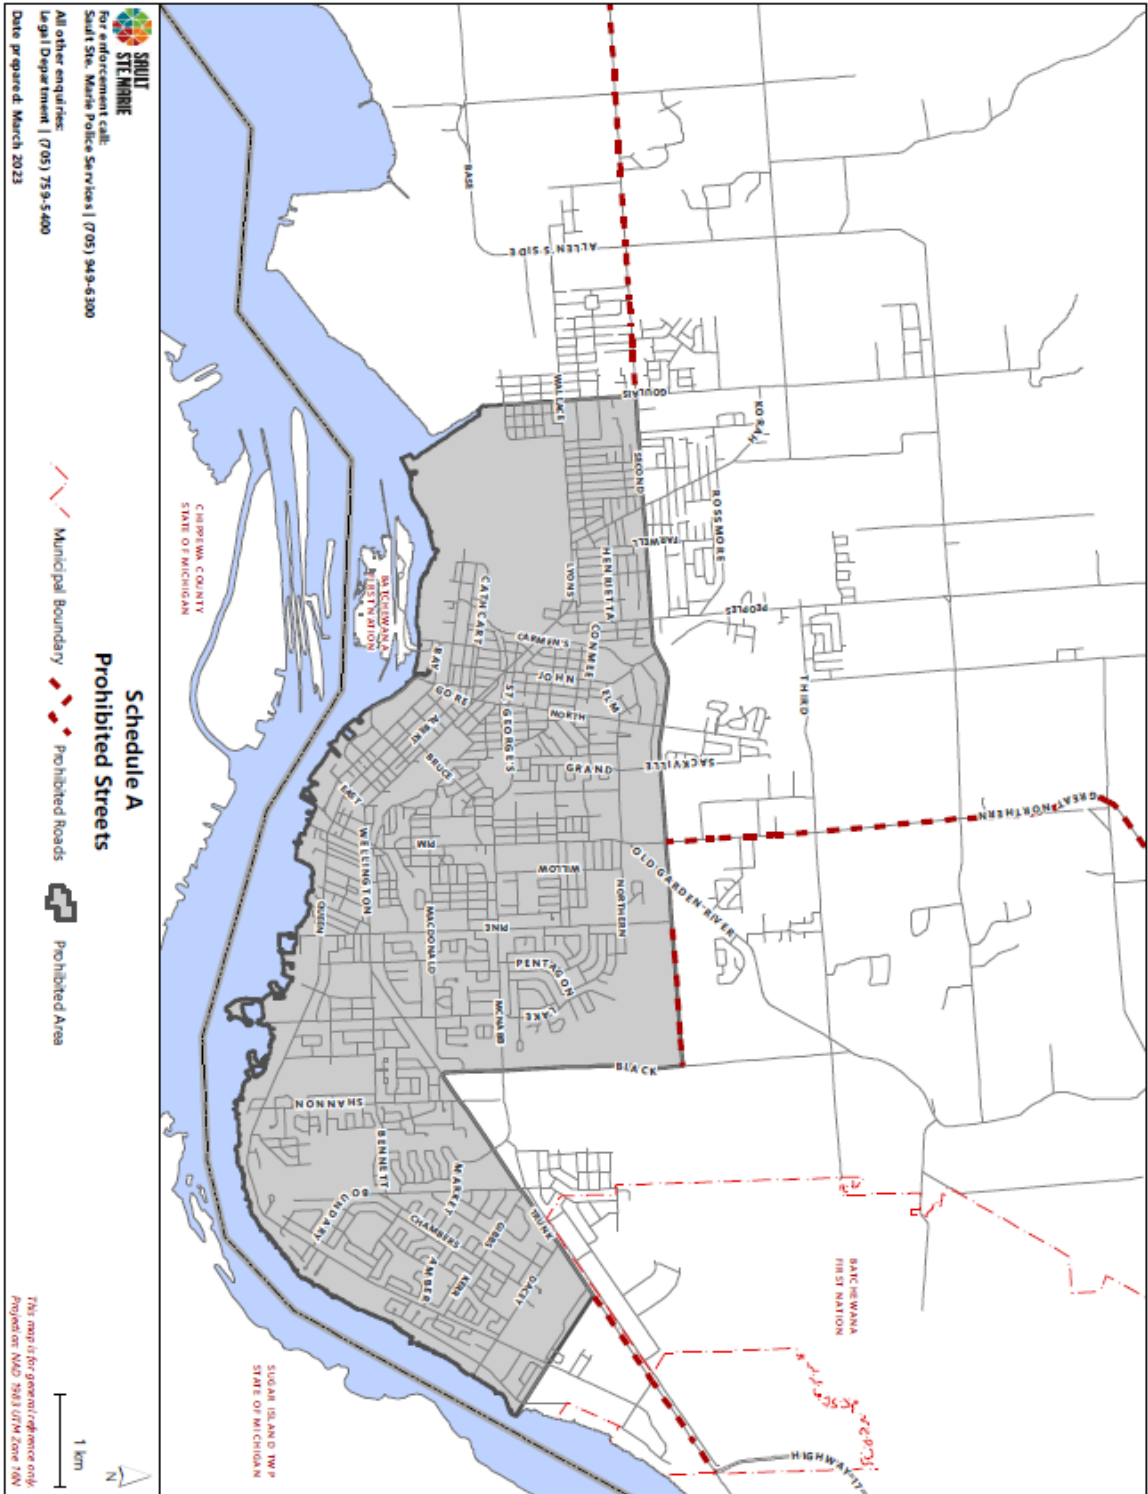 SAULT
STE. MARIE
For enforcement call:
Sault Ste. Marie Police Services | (705) 949-6300
All other enquiries:
Legal Department | (705) 759-5400
Date prepared: March 2023
Schedule A
Prohibited Streets
Municipal Boundary
Prohibited Roads
Prohibited Area
1 km
N
This map is for general reference only.
Projection: NAD 1983 UTM Zone 16N
BASE
ALLEN'S SIDE
WALLACE
GOULAIS
KORAH
SECOND
ROSSMORE
FARWELL
HENRIETTA
LYONS
PEOPLES
CATHCART
CARMEN'S
CONMEE
BAY
JOHN
ELM
GORE
NORTH
ST. GEORGE'S
THIRD
ALBERT
BRUCE
GRAND
SACKVILLE
EAST
GREAT NORTHERN
WELLINGTON
PIM
WILLOW
OLD GARDEN RIVER
NORTHERN
QUEEN
MACDONALD
PINE
PENTAGON
LAKE
MCNABB
BLACK
SHANNON
BENNETT
MARKET
BOUNDARY
CHAMBERS
GIBBS
TRUNK
AMBER
KERR
DACEY
HIGHWAY 17
CHIPPEWA COUNTY
STATE OF MICHIGAN
BATCHEWANA
FIRST NATION
BATCHEWANA
FIRST NATION
SUGAR ISLAND TWP
STATE OF MICHIGAN